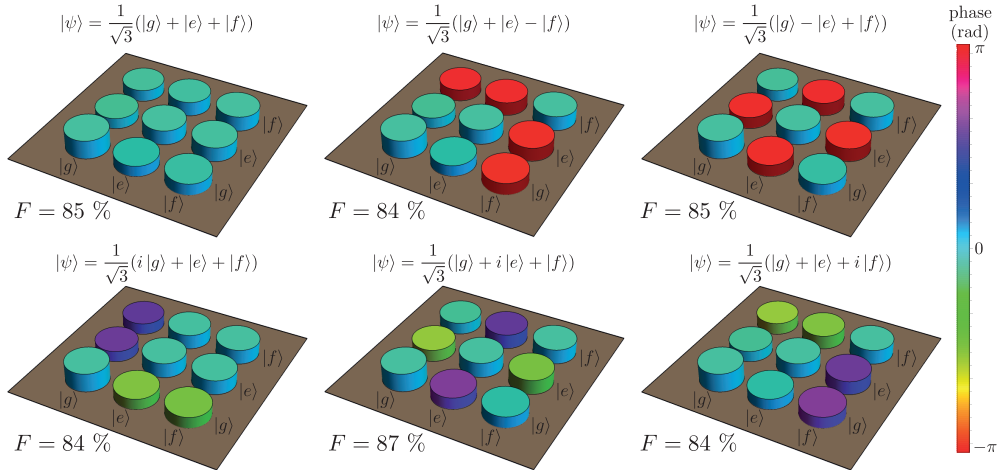 |ψ⟩ = 1/√3 (|g⟩ + |e⟩ + |f⟩)
|g⟩ |e⟩ |f⟩ |g⟩ |e⟩ |f⟩
F = 85 %
|ψ⟩ = 1/√3 (|g⟩ + |e⟩ − |f⟩)
|g⟩ |e⟩ |f⟩ |g⟩ |e⟩ |f⟩
F = 84 %
|ψ⟩ = 1/√3 (|g⟩ − |e⟩ + |f⟩)
|g⟩ |e⟩ |f⟩ |g⟩ |e⟩ |f⟩
F = 85 %
|ψ⟩ = 1/√3 (i |g⟩ + |e⟩ + |f⟩)
|g⟩ |e⟩ |f⟩ |g⟩ |e⟩ |f⟩
F = 84 %
|ψ⟩ = 1/√3 (|g⟩ + i |e⟩ + |f⟩)
|g⟩ |e⟩ |f⟩ |g⟩ |e⟩ |f⟩
F = 87 %
|ψ⟩ = 1/√3 (|g⟩ + |e⟩ + i |f⟩)
|g⟩ |e⟩ |f⟩ |g⟩ |e⟩ |f⟩
F = 84 %
phase
(rad)
π
0
−π